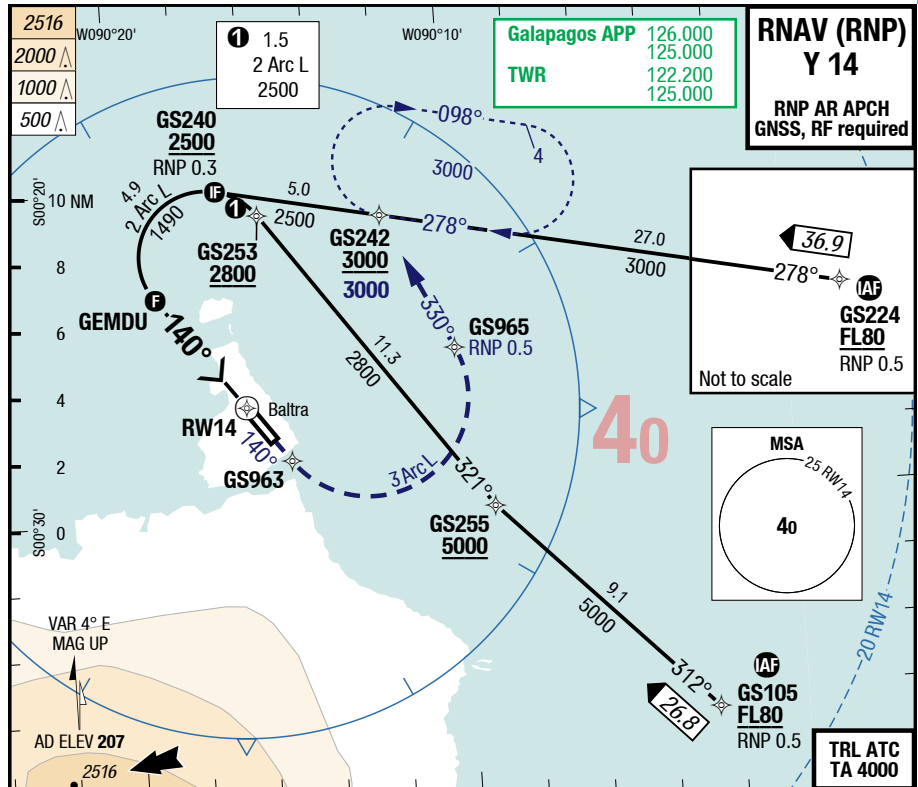 2516
2000
1000
500
W090°20'
W090°10'
❶ 1.5
2 Arc L
2500
Galapagos APP 126.000
125.000
TWR 122.200
125.000
RNAV (RNP)
Y 14
RNP AR APCH
GNSS, RF required
GS240
2500
RNP 0.3
IF
1
098°
4
3000
278°
5.0
2500
GS242
3000
3000
27.0
3000
36.9
278°
IAF
GS224
FL80
RNP 0.5
Not to scale
S00°20'
10 NM
8
6
4
2
0
S00°30'
4.9
2 Arc L
1490
GS253
2800
F
GEMDU
140°
11.3
2800
330°
GS965
RNP 0.5
RW14
Baltra
140°
GS963
3 Arc L
40
321°
GS255
5000
MSA
25 RW14
40
9.1
5000
312°
26.8
IAF
GS105
FL80
RNP 0.5
20 RW14
VAR 4° E
MAG UP
AD ELEV 207
2516
TRL ATC
TA 4000